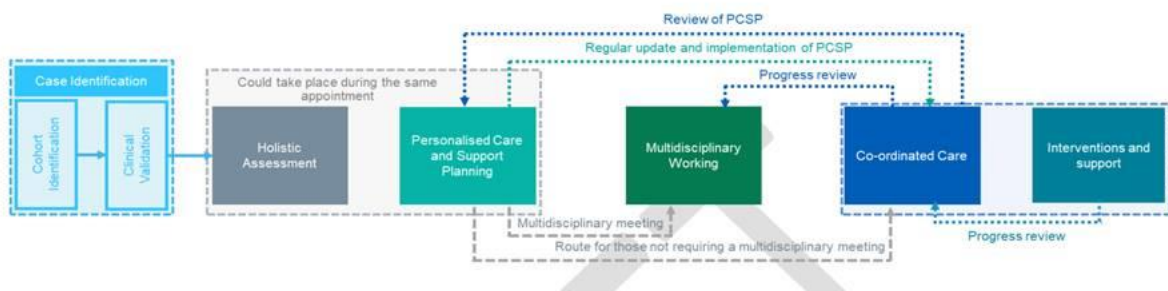 Review of PCSP
Regular update and implementation of PCSP
Case Identification
Could take place during the same
appointment
Progress review
Cohort
Identification
Clinical
Validation
Holistic
Assessment
Personalised Care
and Support
Planning
Multidisciplinary
Working
Co-ordinated Care
Interventions and
support
Multidisciplinary meeting
Route for those not requiring a multidisciplinary meeting
Progress review